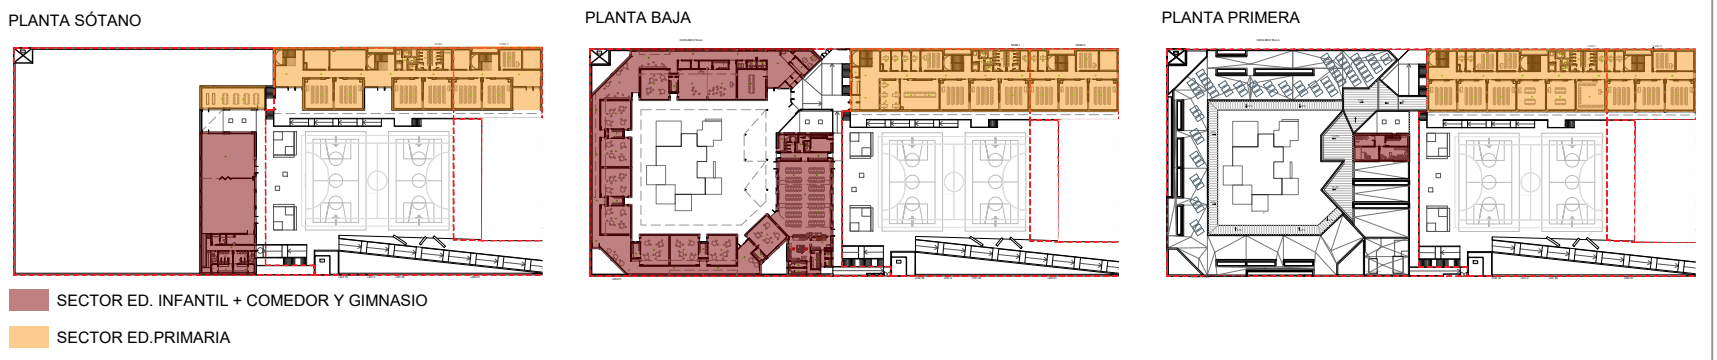 PLANTA SÓTANO
PLANTA BAJA
PLANTA PRIMERA
SECTOR ED. INFANTIL + COMEDOR Y GIMNASIO
SECTOR ED.PRIMARIA